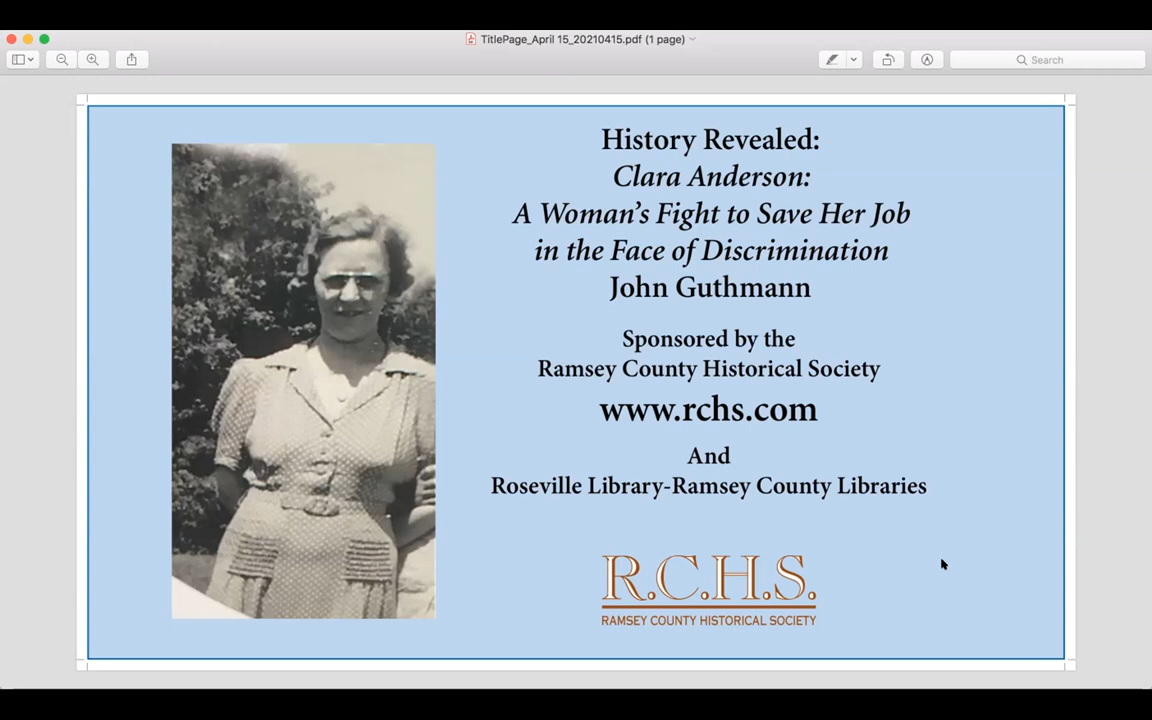 TitlePage_April 15_20210415.pdf (1 page)
Search
History Revealed:
Clara Anderson:
A Woman's Fight to Save Her Job
in the Face of Discrimination
John Guthmann
Sponsored by the
Ramsey County Historical Society
www.rchs.com
And
Roseville Library-Ramsey County Libraries
R.C.H.S.
RAMSEY COUNTY HISTORICAL SOCIETY